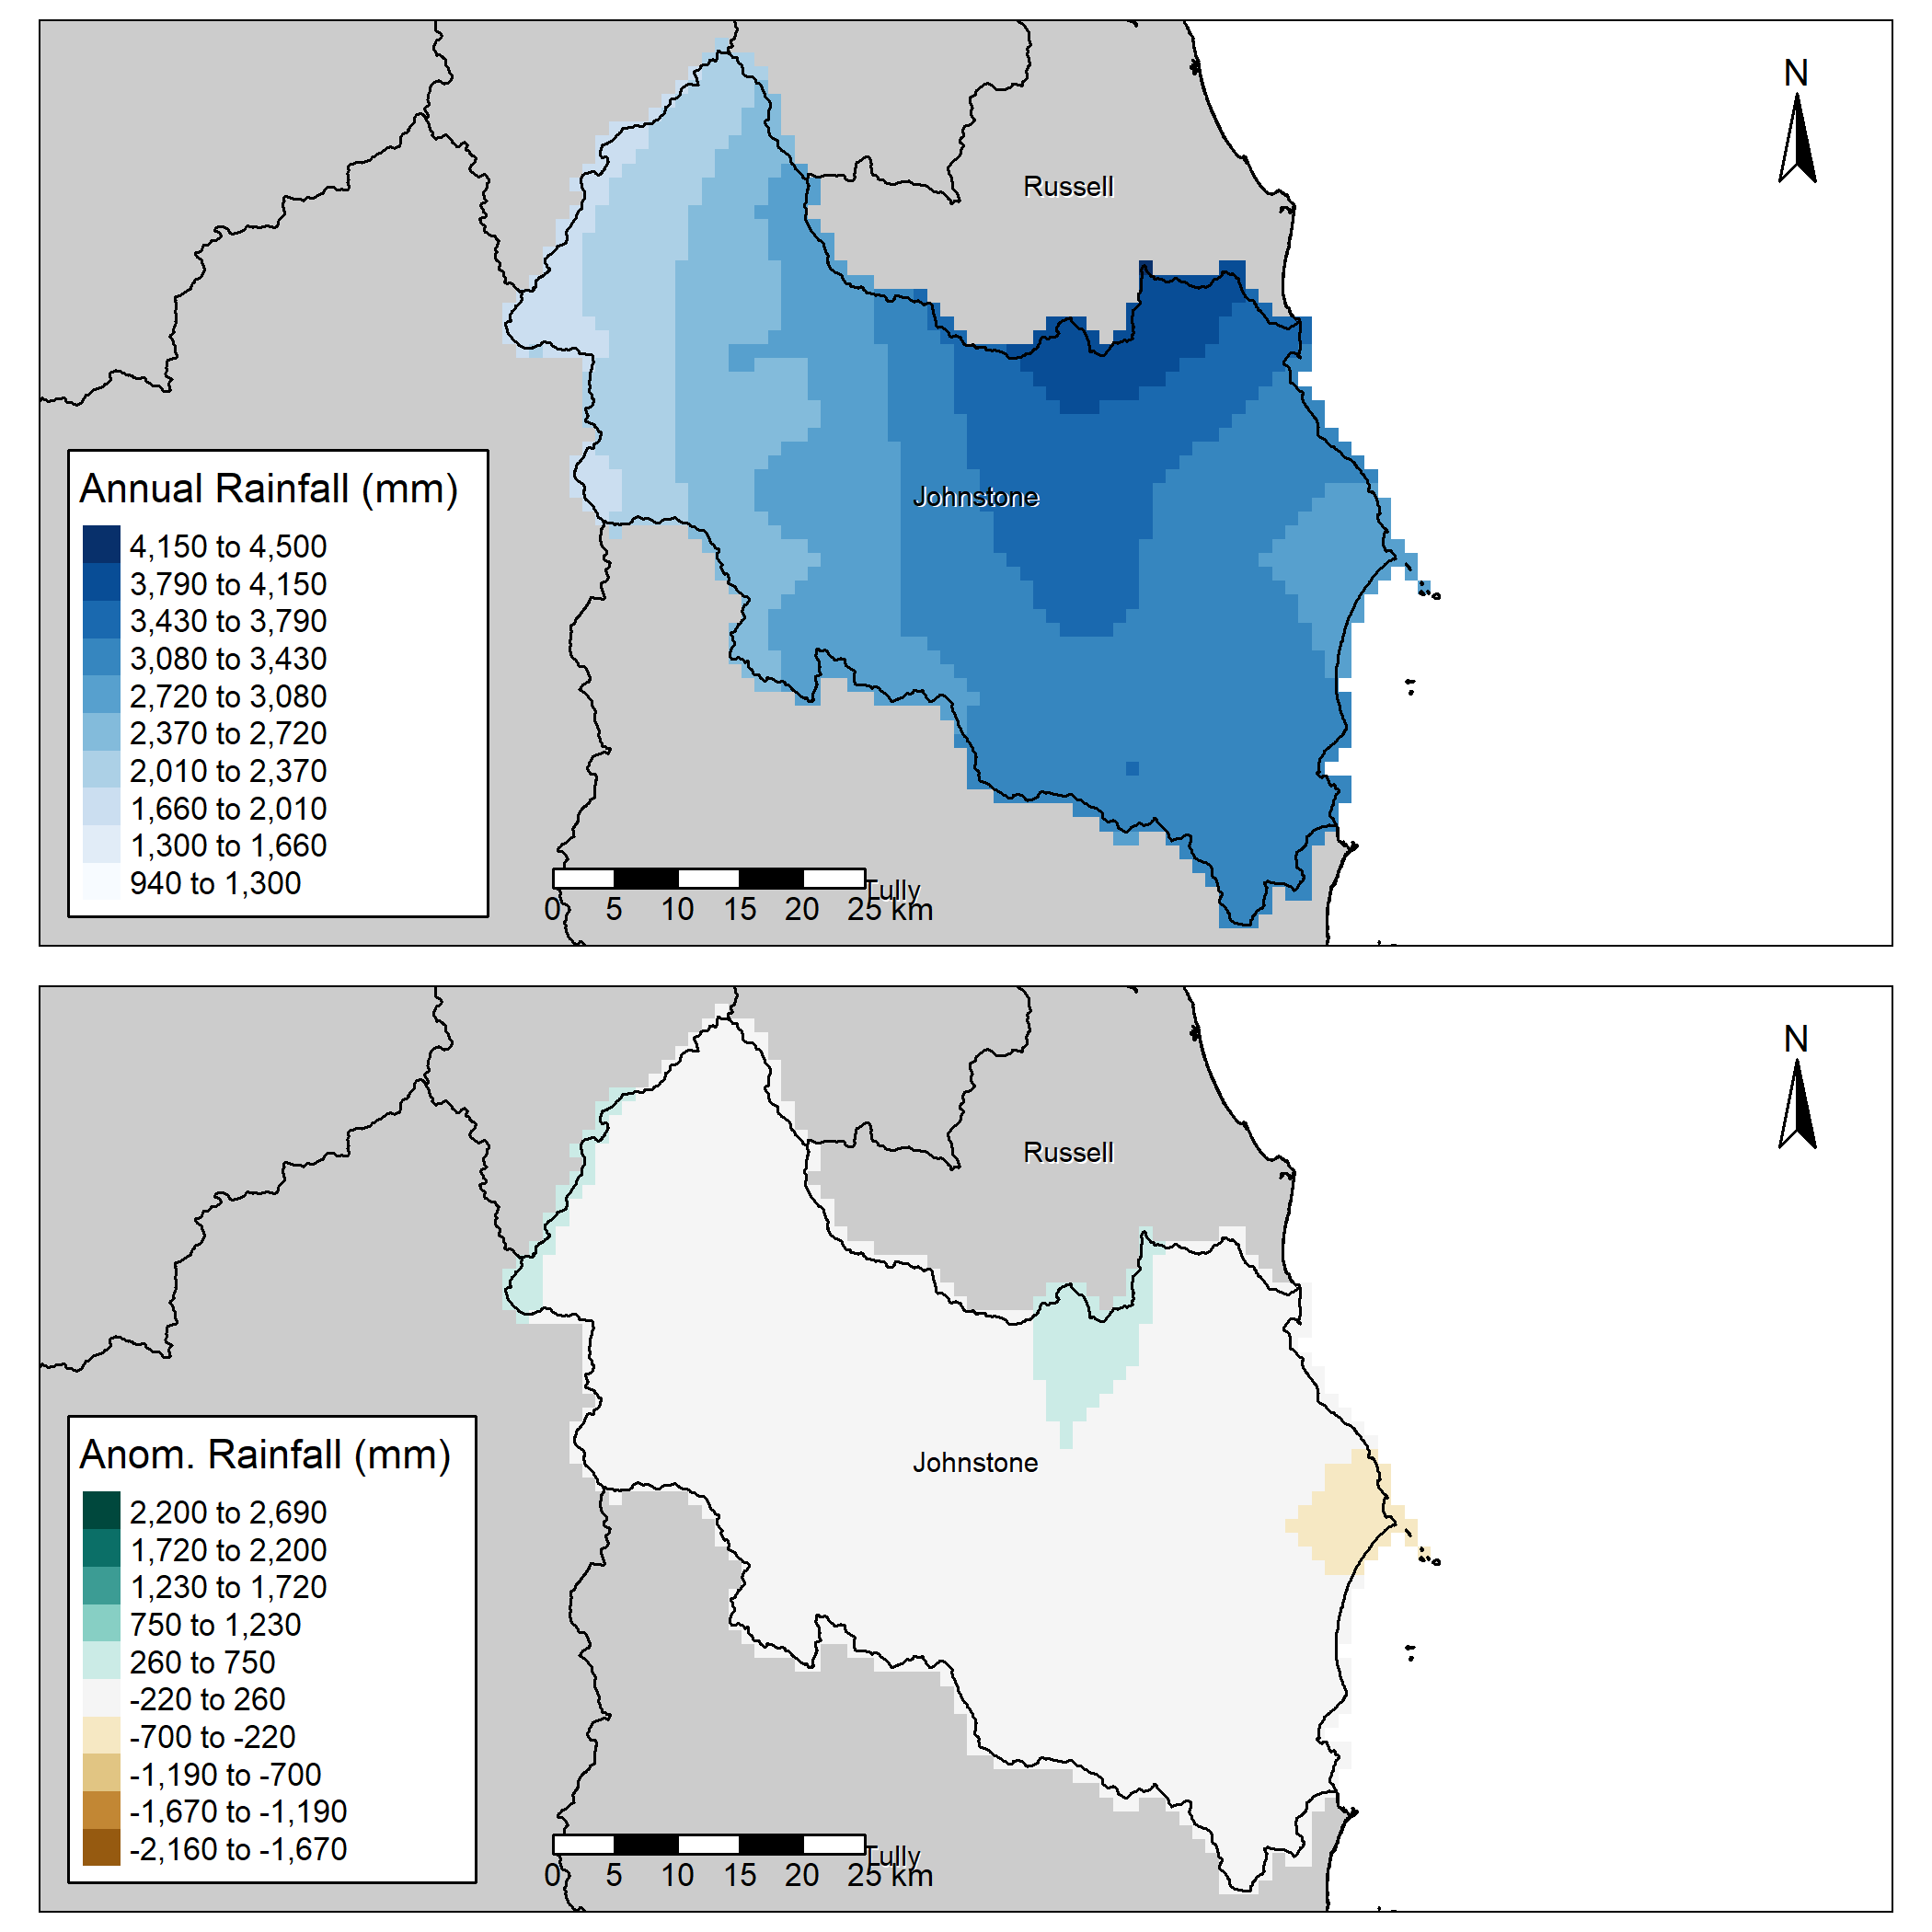 N
Russell
Annual Rainfall (mm)
4,150 to 4,500
3,790 to 4,150
3,430 to 3,790
3,080 to 3,430
2,720 to 3,080
2,370 to 2,720
2,010 to 2,370
1,660 to 2,010
1,300 to 1,660
940 to 1,300
Johnstone
Tully
0 5 10 15 20 25 km
N
Russell
Anom. Rainfall (mm)
2,200 to 2,690
1,720 to 2,200
1,230 to 1,720
750 to 1,230
260 to 750
-220 to 260
-700 to -220
-1,190 to -700
-1,670 to -1,190
-2,160 to -1,670
Johnstone
Tully
0 5 10 15 20 25 km